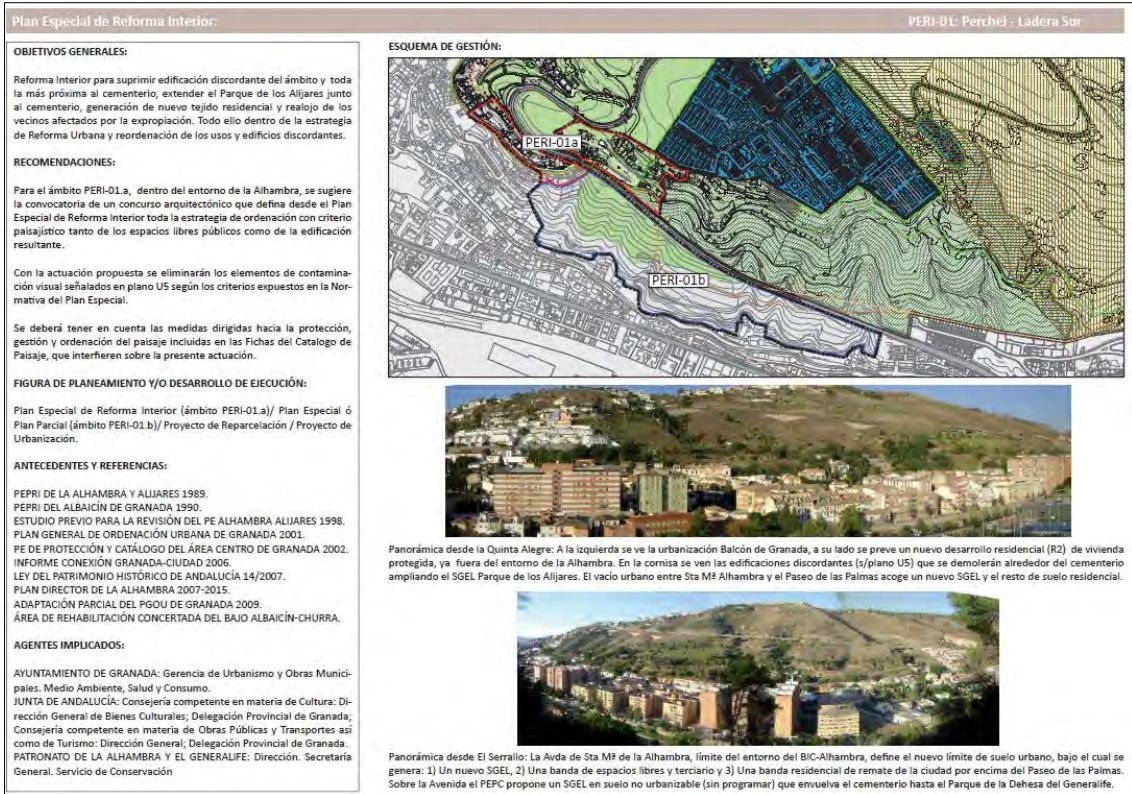 Plan Especial de Reforma Interior:
PERI-01: Perchel - Ladera Sur
OBJETIVOS GENERALES:
Reforma Interior para suprimir edificación discordante del ámbito y toda
la más próxima al cementerio, extender el Parque de los Alijares junto
al cementerio, generación de nuevo tejido residencial y realojo de los
vecinos afectados por la expropiación. Todo ello dentro de la estrategia
de Reforma Urbana y reordenación de los usos y edificios discordantes.
RECOMENDACIONES:
Para el ámbito PERI-01.a, dentro del entorno de la Alhambra, se sugiere
la convocatoria de un concurso arquitectónico que defina desde el Plan
Especial de Reforma Interior toda la estrategia de ordenación con criterio
paisajístico tanto de los espacios libres públicos como de la edificación
resultante.
Con la actuación propuesta se eliminarán los elementos de contamina-
ción visual señalados en plano U5 según los criterios expuestos en la Nor-
mativa del Plan Especial.
Se deberá tener en cuenta las medidas dirigidas hacia la protección,
gestión y ordenación del paisaje incluidas en las Fichas del Catalogo de
Paisaje, que interfieren sobre la presente actuación.
FIGURA DE PLANEAMIENTO Y/O DESARROLLO DE EJECUCIÓN:
Plan Especial de Reforma Interior (ámbito PERI-01.a)/ Plan Especial ó
Plan Parcial (ámbito PERI-01.b)/ Proyecto de Reparcelación / Proyecto de
Urbanización.
ANTECEDENTES Y REFERENCIAS:
PEPRI DE LA ALHAMBRA Y ALIJARES 1989.
PEPRI DEL ALBAICÍN DE GRANADA 1990.
ESTUDIO PREVIO PARA LA REVISIÓN DEL PE ALHAMBRA ALIJARES 1998.
PLAN GENERAL DE ORDENACIÓN URBANA DE GRANADA 2001.
PE DE PROTECCIÓN Y CATÁLOGO DEL ÁREA CENTRO DE GRANADA 2002.
INFORME CONEXIÓN GRANADA-CIUDAD 2006.
LEY DEL PATRIMONIO HISTÓRICO DE ANDALUCÍA 14/2007.
PLAN DIRECTOR DE LA ALHAMBRA 2007-2015.
ADAPTACIÓN PARCIAL DEL PGOU DE GRANADA 2009.
ÁREA DE REHABILITACIÓN CONCERTADA DEL BAJO ALBAICÍN-CHURRA.
AGENTES IMPLICADOS:
AYUNTAMIENTO DE GRANADA: Gerencia de Urbanismo y Obras Munici-
pales. Medio Ambiente, Salud y Consumo.
JUNTA DE ANDALUCÍA: Consejería competente en materia de Cultura: Di-
rección General de Bienes Culturales; Delegación Provincial de Granada;
Consejería competente en materia de Obras Públicas y Transportes así
como de Turismo: Dirección General; Delegación Provincial de Granada.
PATRONATO DE LA ALHAMBRA Y EL GENERALIFE: Dirección. Secretaría
General. Servicio de Conservación
ESQUEMA DE GESTIÓN:
PERI-01a
PERI-01b
Panorámica desde la Quinta Alegre: A la izquierda se ve la urbanización Balcón de Granada, a su lado se preve un nuevo desarrollo residencial (R2) de vivienda
protegida, ya fuera del entorno de la Alhambra. En la cornisa se ven las edificaciones discordantes (s/plano U5) que se demolerán alrededor del cementerio
ampliando el SGEL Parque de los Alijares. El vacío urbano entre Sta Mª Alhambra y el Paseo de las Palmas acoge un nuevo SGEL y el resto de suelo residencial.
Panorámica desde El Serrallo: La Avda de Sta Mª de la Alhambra, límite del entorno del BIC-Alhambra, define el nuevo límite de suelo urbano, bajo el cual se
genera: 1) Un nuevo SGEL, 2) Una banda de espacios libres y terciario y 3) Una banda residencial de remate de la ciudad por encima del Paseo de las Palmas.
Sobre la Avenida el PEPC propone un SGEL en suelo no urbanizable (sin programar) que envuelva el cementerio hasta el Parque de la Dehesa del Generalife.